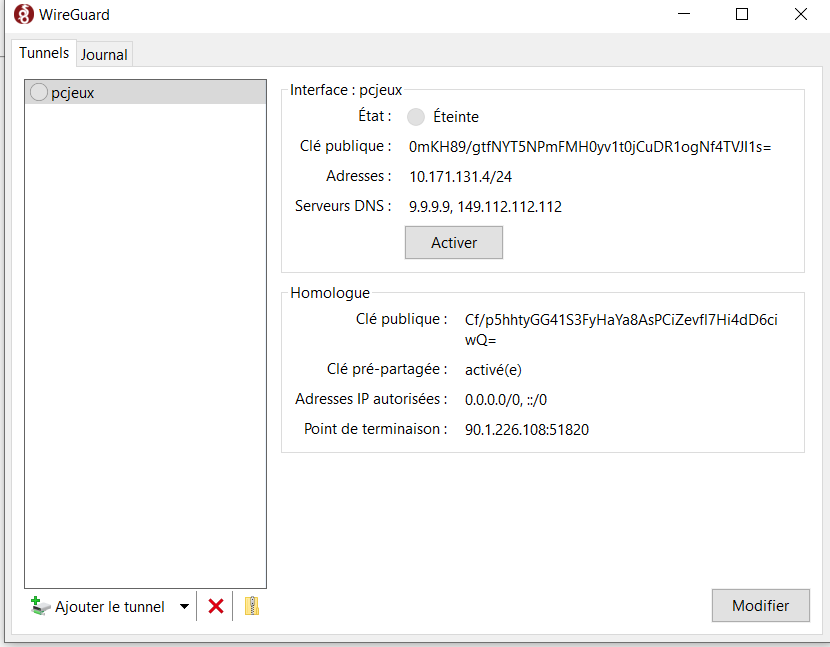 WireGuard
Tunnels
Journal
pcjeux
Interface : pcjeux
État :
Éteinte
Clé publique :
0mKH89/gtfNYT5NPmFMH0yv1t0jCuDR1ogNf4TVJI1s=
Adresses :
10.171.131.4/24
Serveurs DNS :
9.9.9.9, 149.112.112.112
Activer
Homologue
Clé publique :
Cf/p5hhtyGG41S3FyHaYa8AsPCiZevfI7Hi4dD6ci
wQ=
Clé pré-partagée :
activé(e)
Adresses IP autorisées :
0.0.0.0/0, ::/0
Point de terminaison :
90.1.226.108:51820
Ajouter le tunnel
Modifier